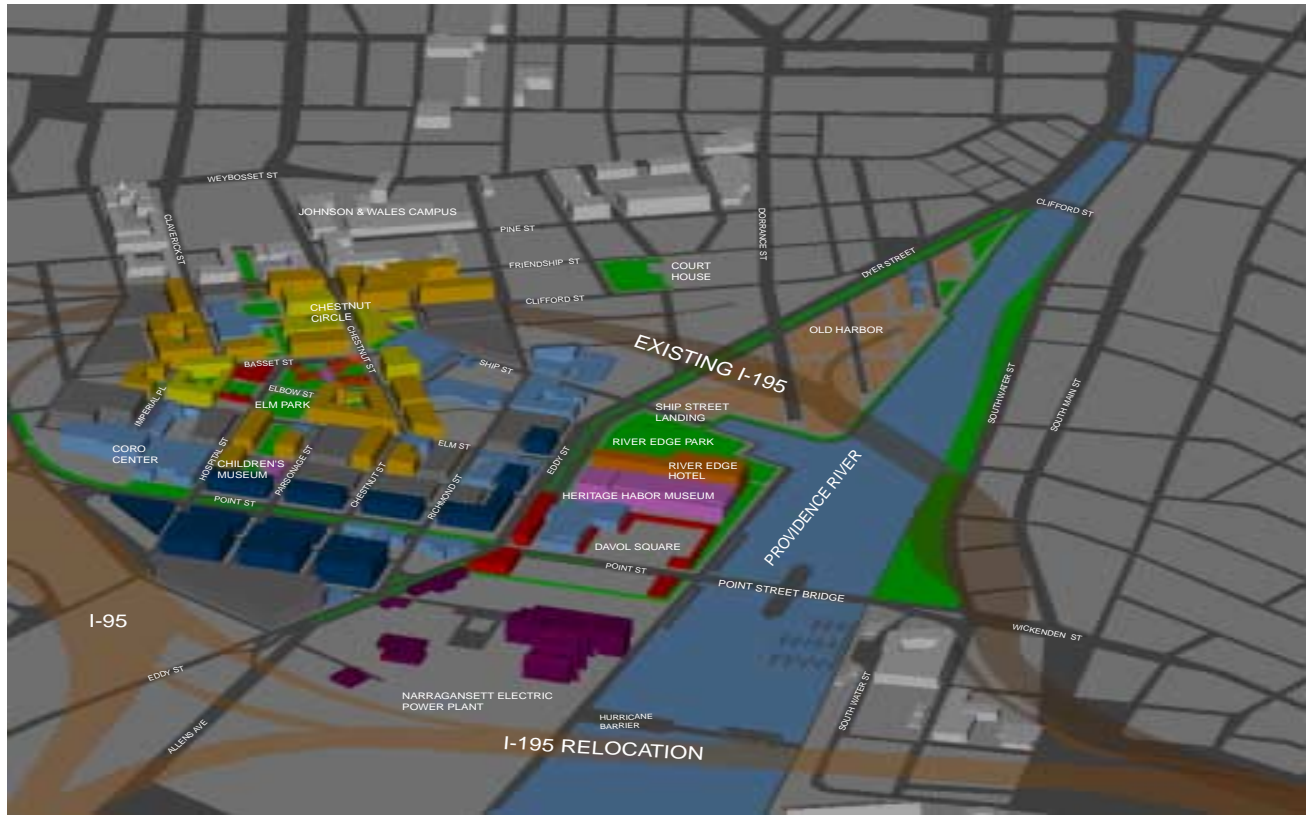 WEYBOSSET ST
CLAVERICK ST
JOHNSON & WALES CAMPUS
PINE ST
DORRANCE ST
CLIFFORD ST
FRIENDSHIP ST
COURT
HOUSE
DYER STREET
CLIFFORD ST
CHESTNUT
CIRCLE
CHESTNUT ST
OLD HARBOR
EXISTING I-195
BASSET ST
SHIP ST
ELBOW ST
ELM PARK
IMPERIAL PL
SOUTH WATER ST
SOUTH MAIN ST
SHIP STREET
LANDING
RIVER EDGE PARK
ELM ST
EDDY ST
CORO
CENTER
HOSPITAL ST
CHILDREN'S
MUSEUM
PARSONAGE ST
CHESTNUT ST
RICHMOND ST
RIVER EDGE
HOTEL
HERITAGE HABOR MUSEUM
POINT ST
PROVIDENCE RIVER
DAVOL SQUARE
POINT ST
POINT STREET BRIDGE
I-95
WICKENDEN ST
EDDY ST
NARRAGANSETT ELECTRIC
POWER PLANT
SOUTH WATER ST
ALLENS AVE
HURRICANE
BARRIER
I-195 RELOCATION